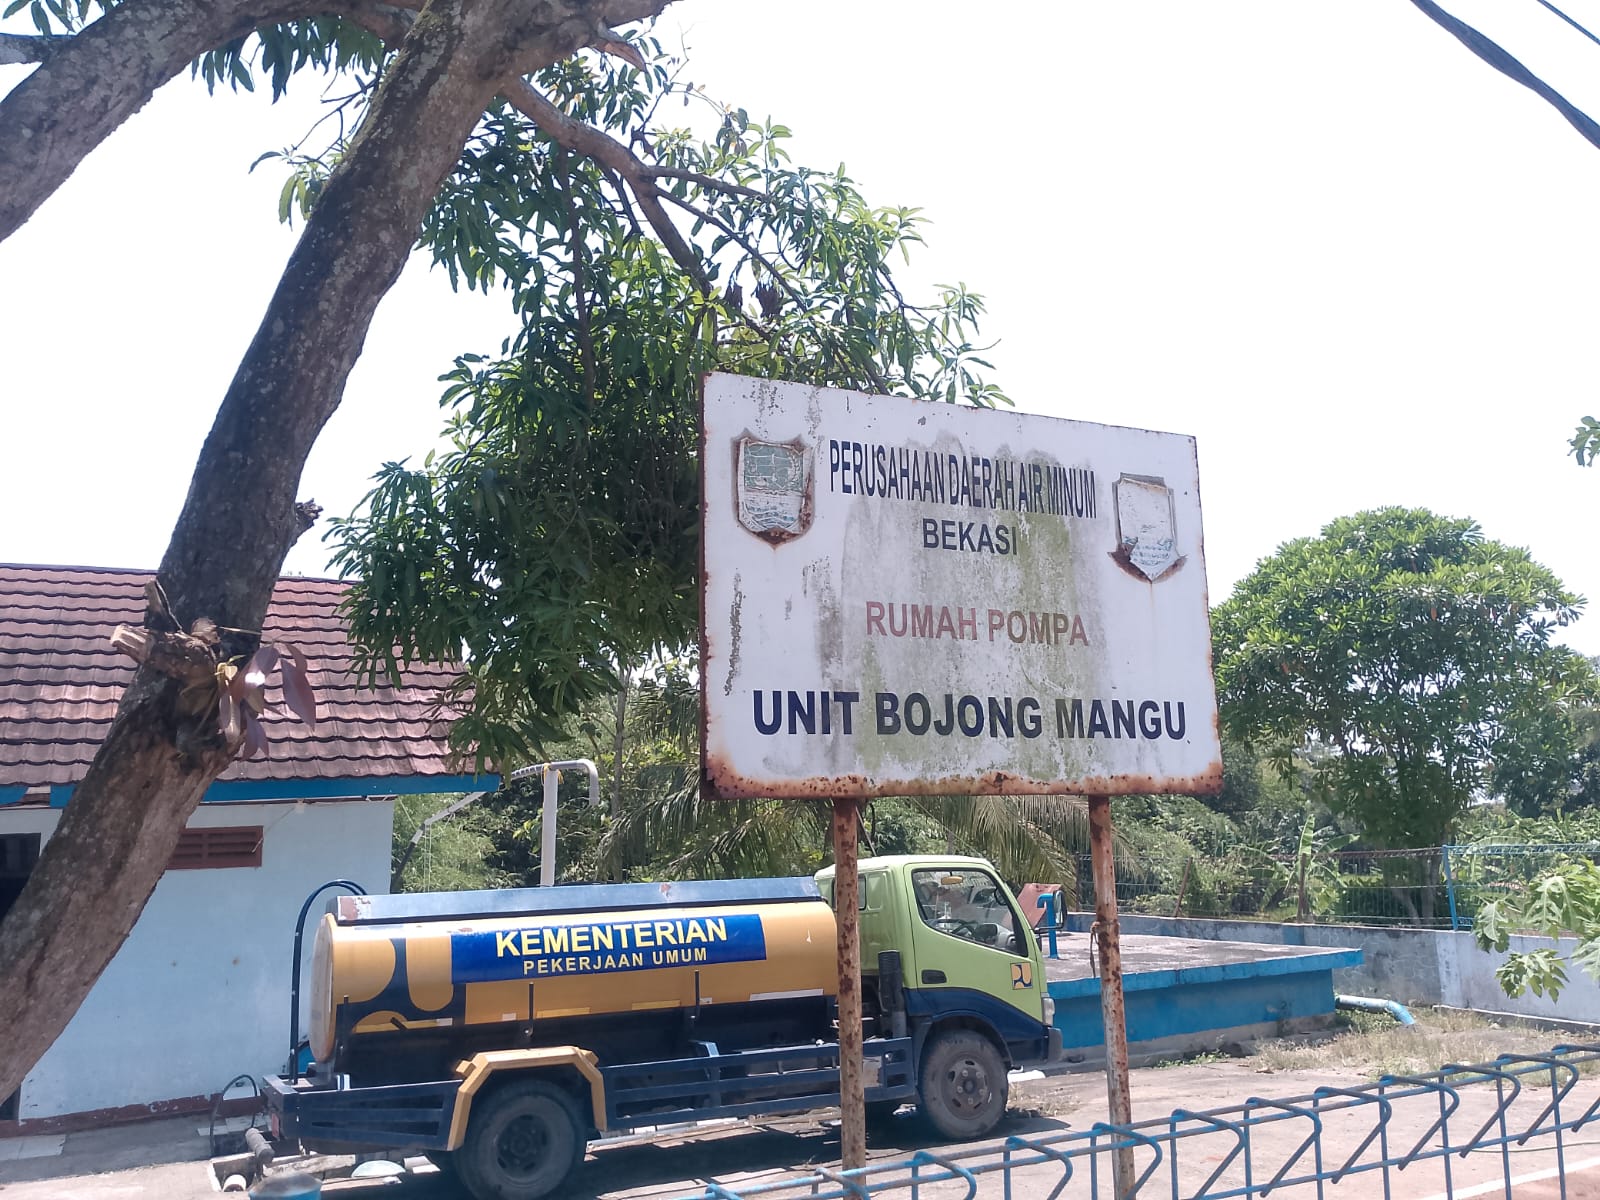 PERUSAHAAN DAERAH AIR MINUM
BEKASI
RUMAH POMPA
UNIT BOJONG MANGU
KEMENTERIAN
PEKERJAAN UMUM